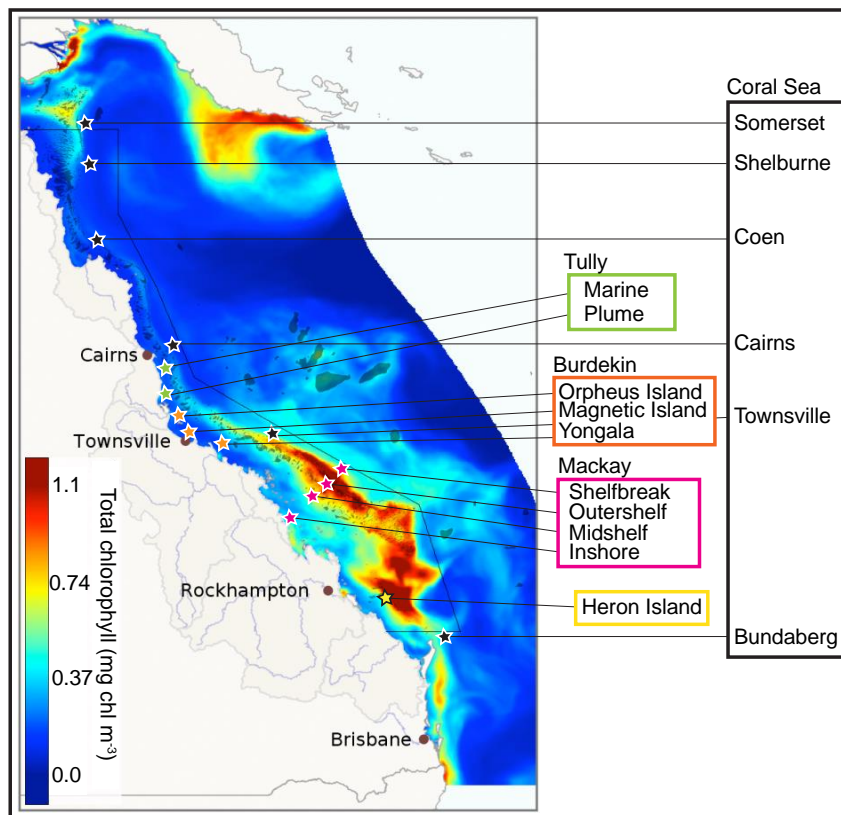 Coral Sea
Somerset
Shelburne
Coen
Tully
Marine
Plume
Cairns
Cairns
Burdekin
Orpheus Island
Magnetic Island
Yongala
Townsville
Townsville
Mackay
Shelfbreak
Outershelf
Midshelf
Inshore
1.1
0.74
0.37
0.0
Total chlorophyll (mg chl m-3)
Rockhampton
Heron Island
Bundaberg
Brisbane